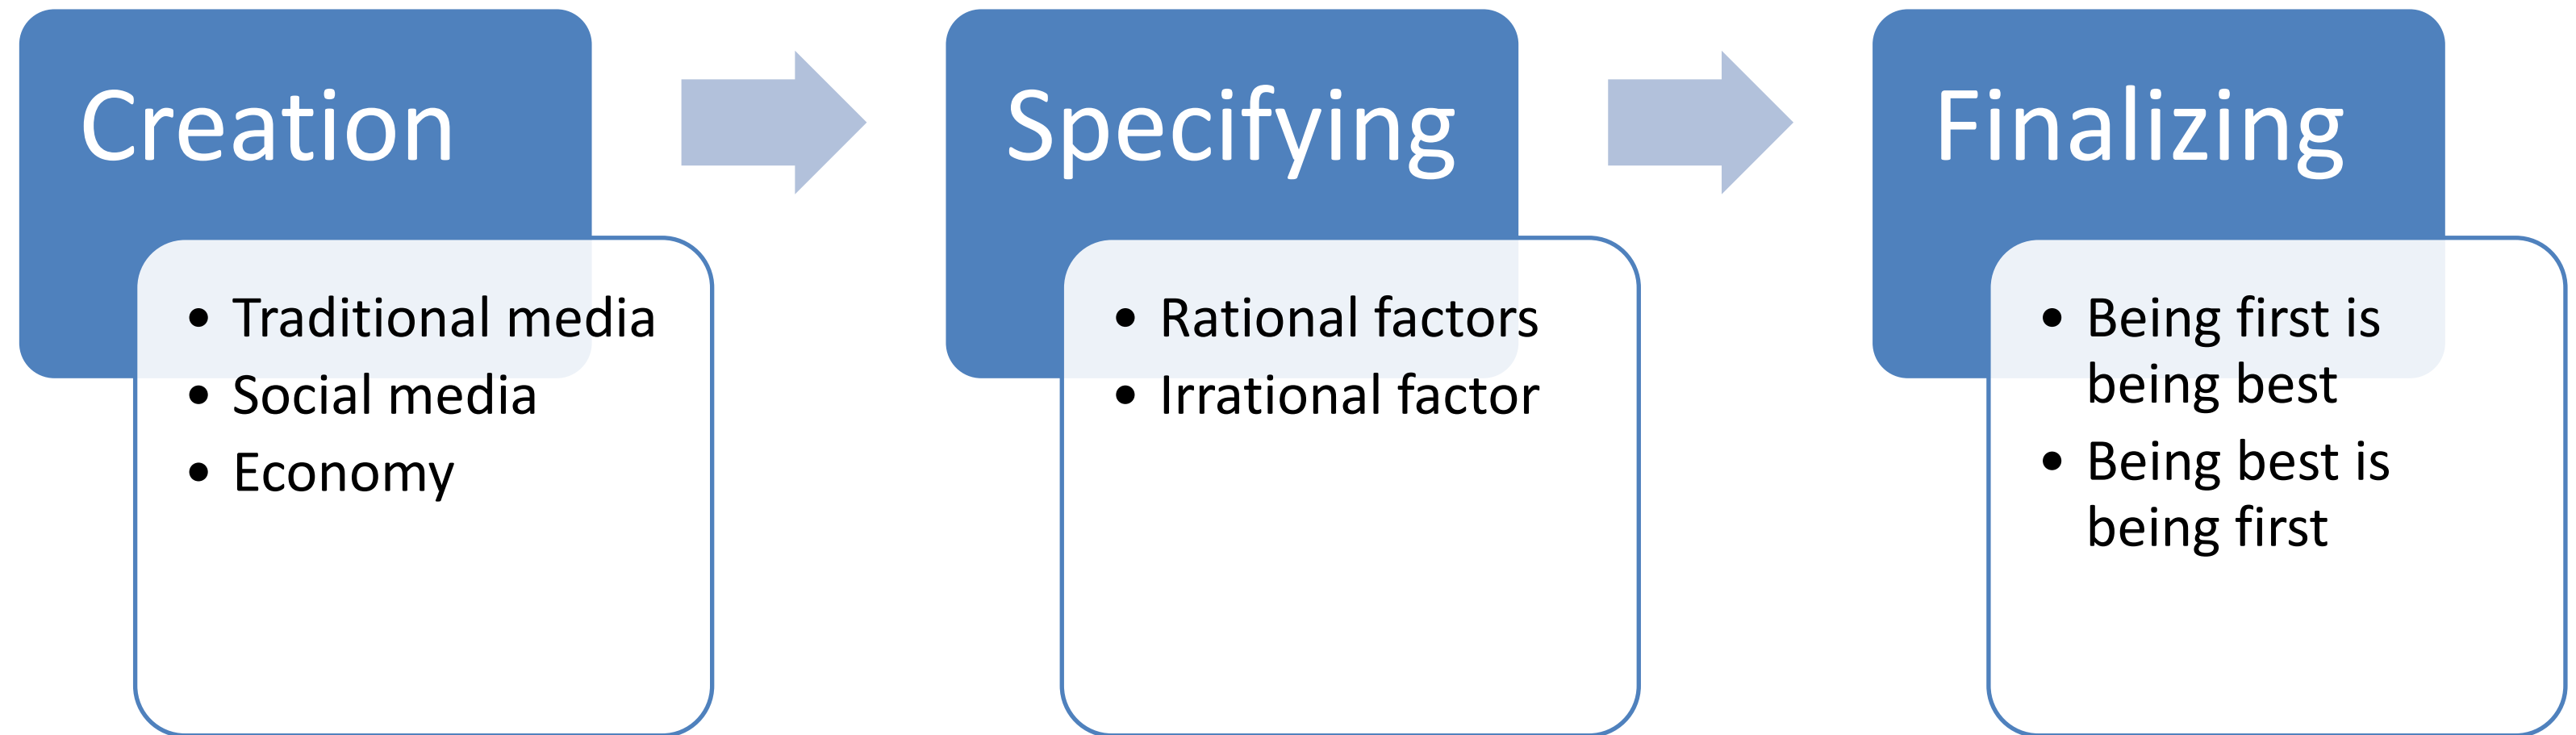 Creation
• Traditional media
• Social media
• Economy
Specifying
• Rational factors
• Irrational factor
Finalizing
• Being first is
being best
• Being best is
being first